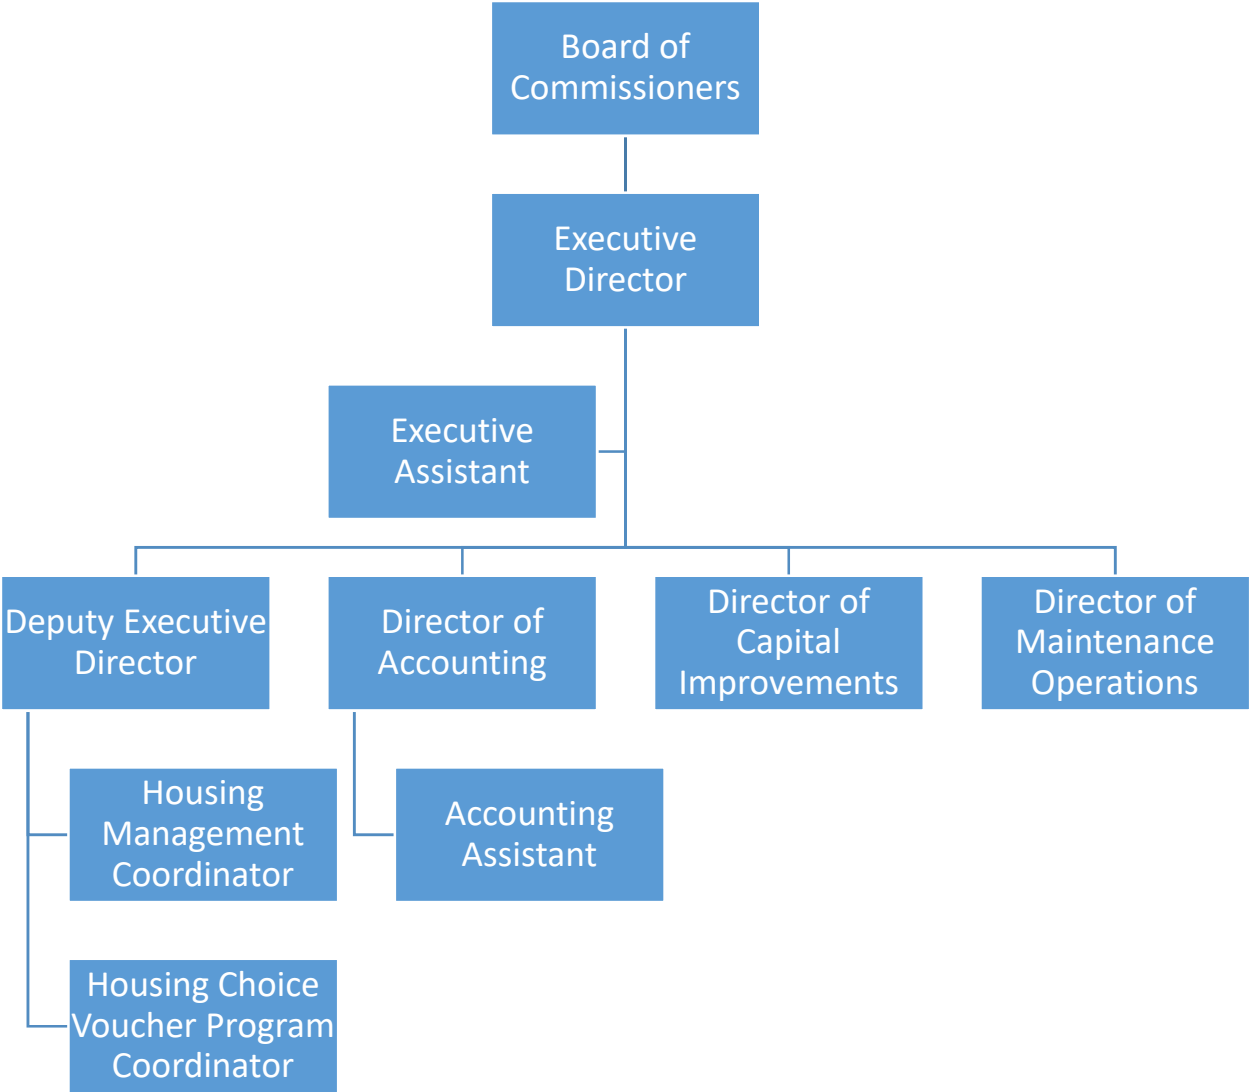 Board of
Commissioners
Executive
Director
Executive
Assistant
Deputy Executive
Director
Director of
Accounting
Director of
Capital
Improvements
Director of
Maintenance
Operations
Housing
Management
Coordinator
Accounting
Assistant
Housing Choice
Voucher Program
Coordinator